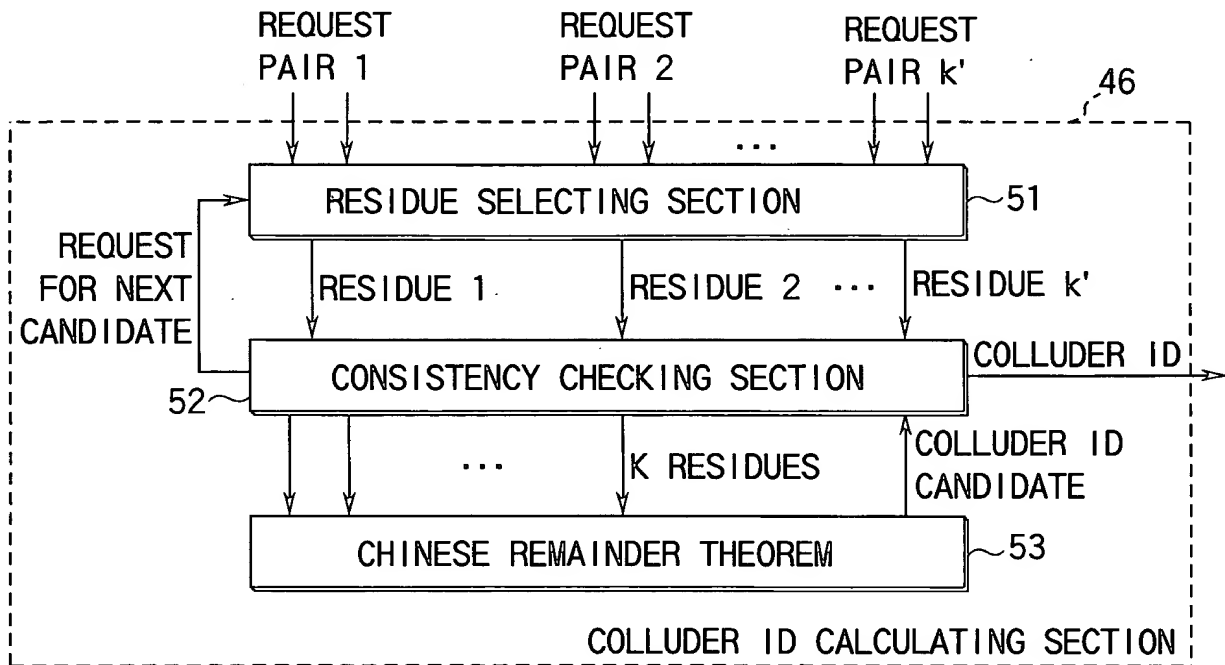 REQUEST
PAIR 1
REQUEST
PAIR 2
REQUEST
PAIR k'
46
...
RESIDUE SELECTING SECTION
51
REQUEST
FOR NEXT
CANDIDATE
RESIDUE 1
RESIDUE 2
...
RESIDUE k'
CONSISTENCY CHECKING SECTION
52
COLLUDER ID
...
K RESIDUES
COLLUDER ID
CANDIDATE
CHINESE REMAINDER THEOREM
53
COLLUDER ID CALCULATING SECTION